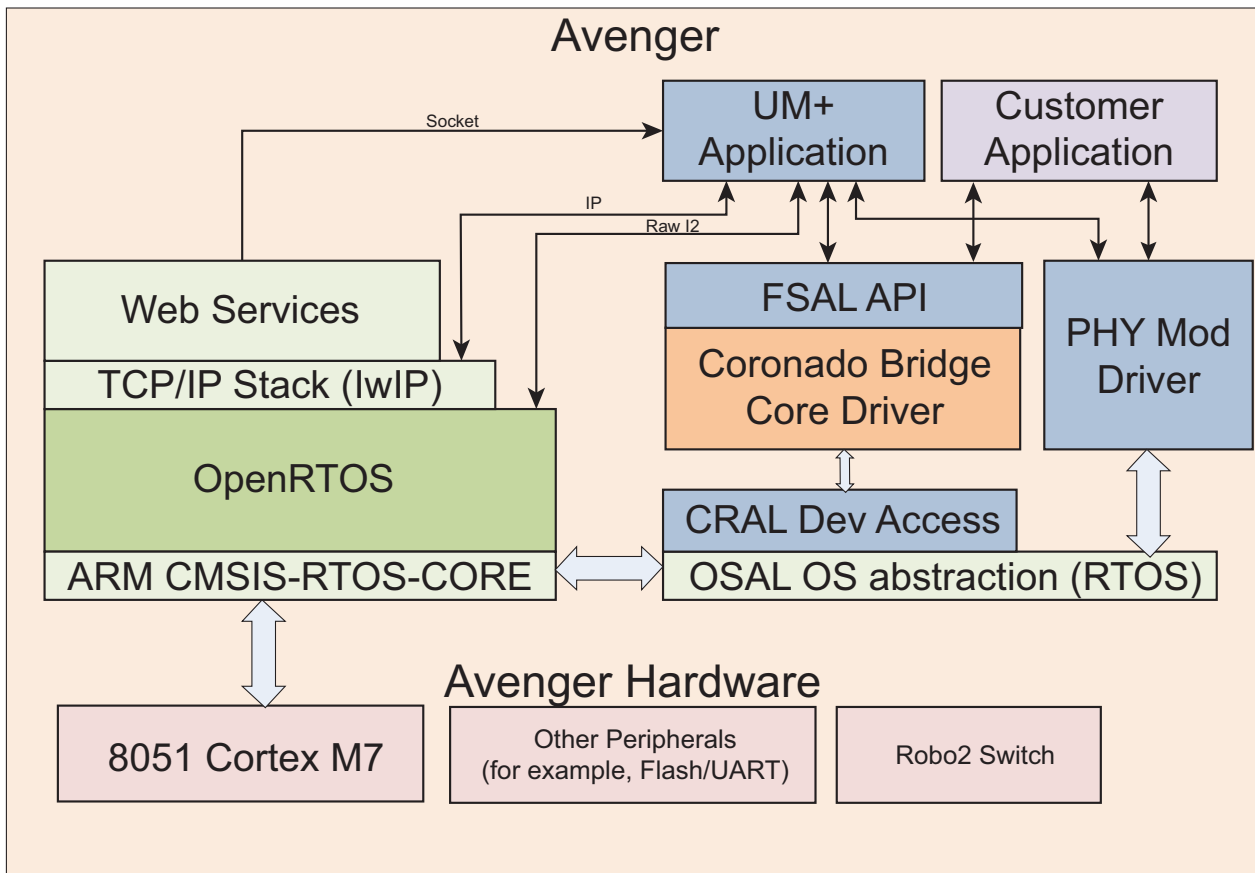 Avenger
UM+
Application
Customer
Application
Socket
IP
Raw I2
Web Services
FSAL API
PHY Mod
Driver
TCP/IP Stack (lwIP)
Coronado Bridge
Core Driver
OpenRTOS
CRAL Dev Access
ARM CMSIS-RTOS-CORE
OSAL OS abstraction (RTOS)
Avenger Hardware
8051 Cortex M7
Other Peripherals
(for example, Flash/UART)
Robo2 Switch